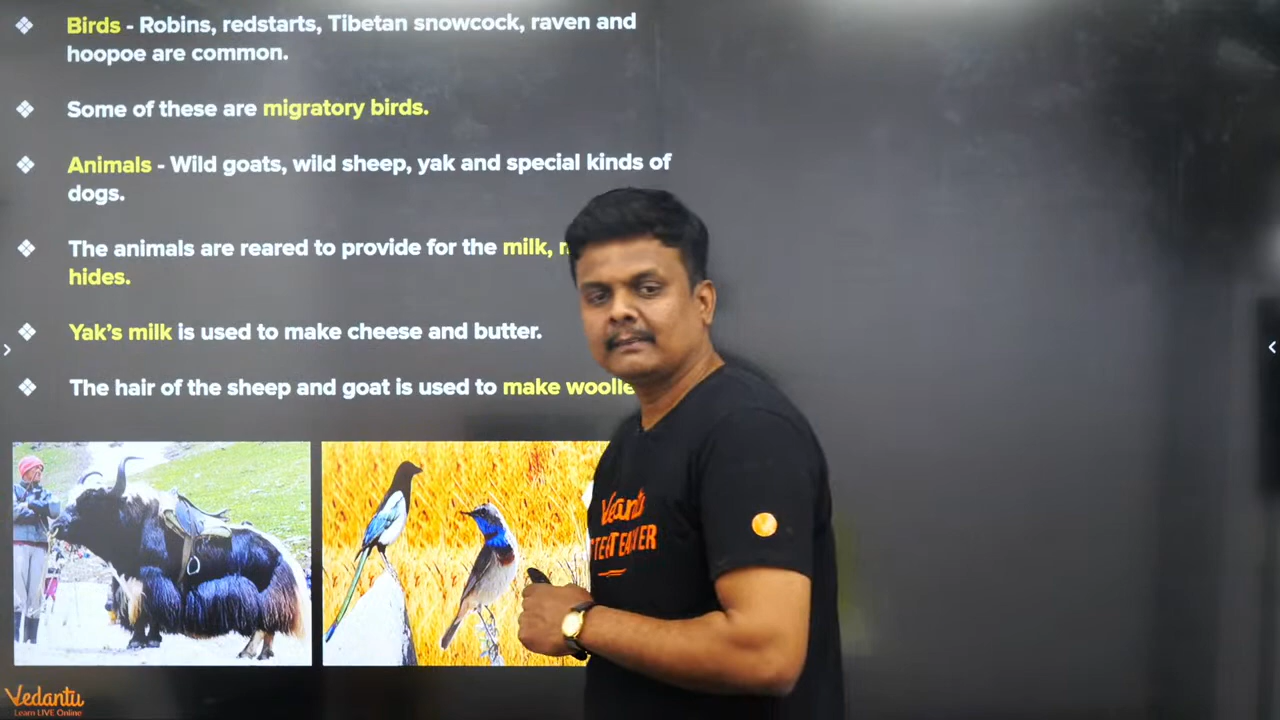 Birds - Robins, redstarts, Tibetan snowcock, raven and
hoopoe are common.
Some of these are migratory birds.
Animals - Wild goats, wild sheep, yak and special kinds of
dogs.
The animals are reared to provide for the milk,
hides.
Yak's milk is used to make cheese and butter.
The hair of the sheep and goat is used to make
Vedantu
Learn LIVE Online